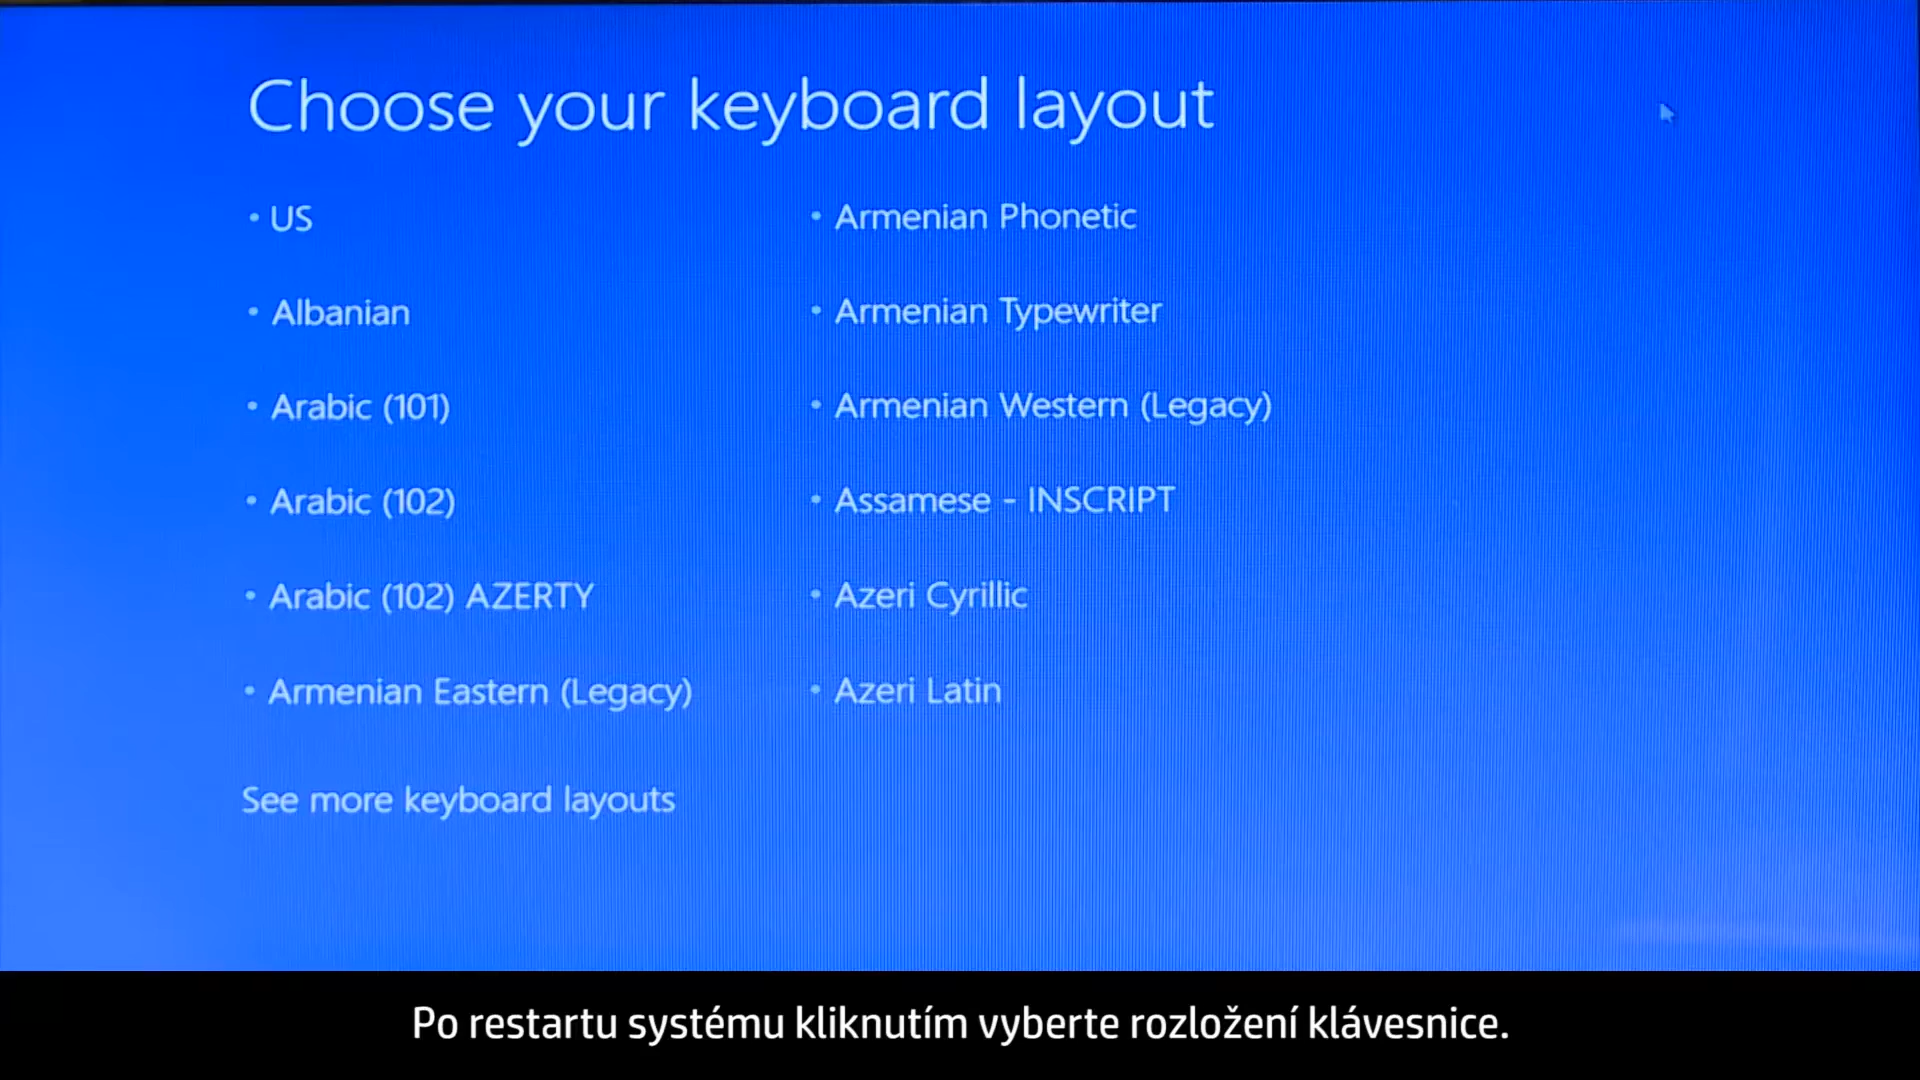 Choose your keyboard layout
• US
• Albanian
• Arabic (101)
• Arabic (102)
• Arabic (102) AZERTY
• Armenian Eastern (Legacy)
• Armenian Phonetic
• Armenian Typewriter
• Armenian Western (Legacy)
• Assamese - INSCRIPT
• Azeri Cyrillic
• Azeri Latin
See more keyboard layouts
Po restartu systému kliknutím vyberte rozložení klávesnice.